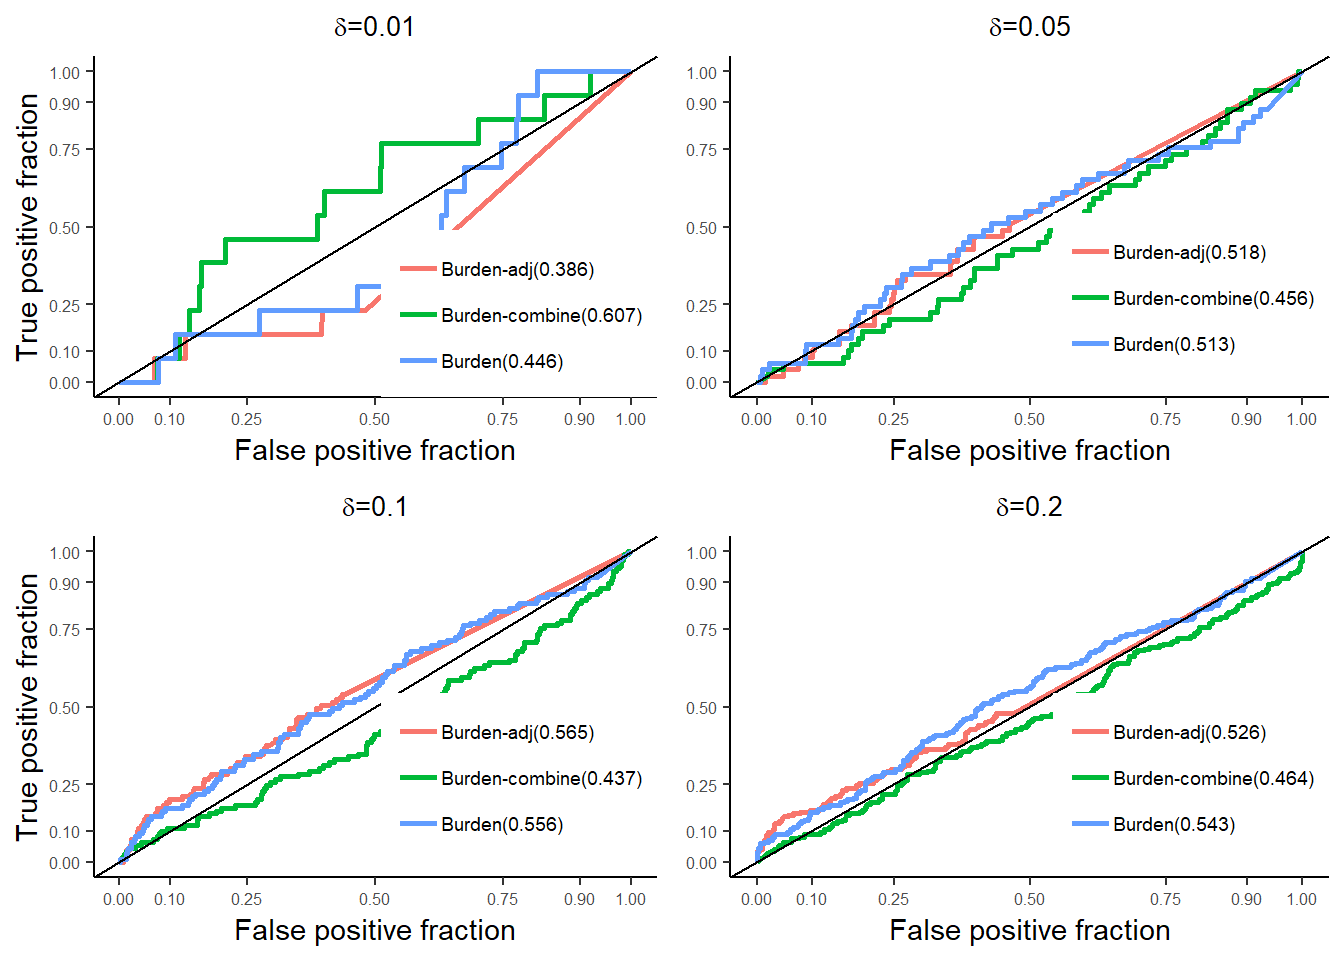 δ=0.01
True positive fraction
1.00
0.90
0.75
0.50
0.25
0.10
0.00
Burden-adj(0.386)
Burden-combine(0.607)
Burden(0.446)
0.00 0.10 0.25 0.50 0.75 0.90 1.00
False positive fraction
δ=0.05
1.00
0.90
0.75
0.50
0.25
0.10
0.00
Burden-adj(0.518)
Burden-combine(0.456)
Burden(0.513)
0.00 0.10 0.25 0.50 0.75 0.90 1.00
False positive fraction
δ=0.1
True positive fraction
1.00
0.90
0.75
0.50
0.25
0.10
0.00
Burden-adj(0.565)
Burden-combine(0.437)
Burden(0.556)
0.00 0.10 0.25 0.50 0.75 0.90 1.00
False positive fraction
δ=0.2
1.00
0.90
0.75
0.50
0.25
0.10
0.00
Burden-adj(0.526)
Burden-combine(0.464)
Burden(0.543)
0.00 0.10 0.25 0.50 0.75 0.90 1.00
False positive fraction